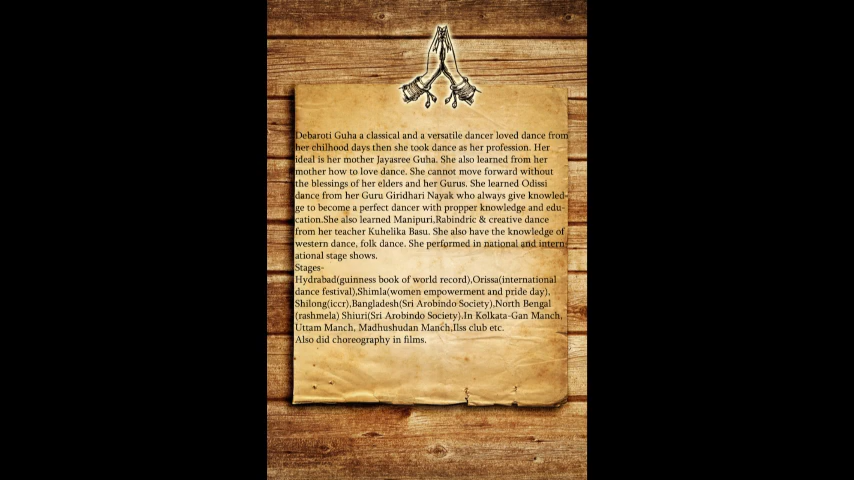 Debaroti Guha a classical and a versatile dancer loved dance from
her chilhood days then she took dance as her profession. Her
ideal is her mother Jayasree Guha. She also learned from her
mother how to love dance. She cannot move forward without
the blessings of her elders and her Gurus. She learned Odissi
dance from her Guru Giridhari Nayak who always give knowled-
ge to become a perfect dancer with propper knowledge and edu-
cation.She also learned Manipuri,Rabindric & creative dance
from her teacher Kuhelika Basu. She also have the knowledge of
western dance, folk dance. She performed in national and intern-
ational stage shows.
Stages-
Hydrabad(guinness book of world record),Orissa(international
dance festival),Shimla(women empowerment and pride day),
Shilong(iccr),Bangladesh(Sri Arobindo Society),North Bengal
(rashmela) Shiuri(Sri Arobindo Society).In Kolkata-Gan Manch,
Uttam Manch, Madhushudan Manch,Ilss club etc.
Also did choreography in films.